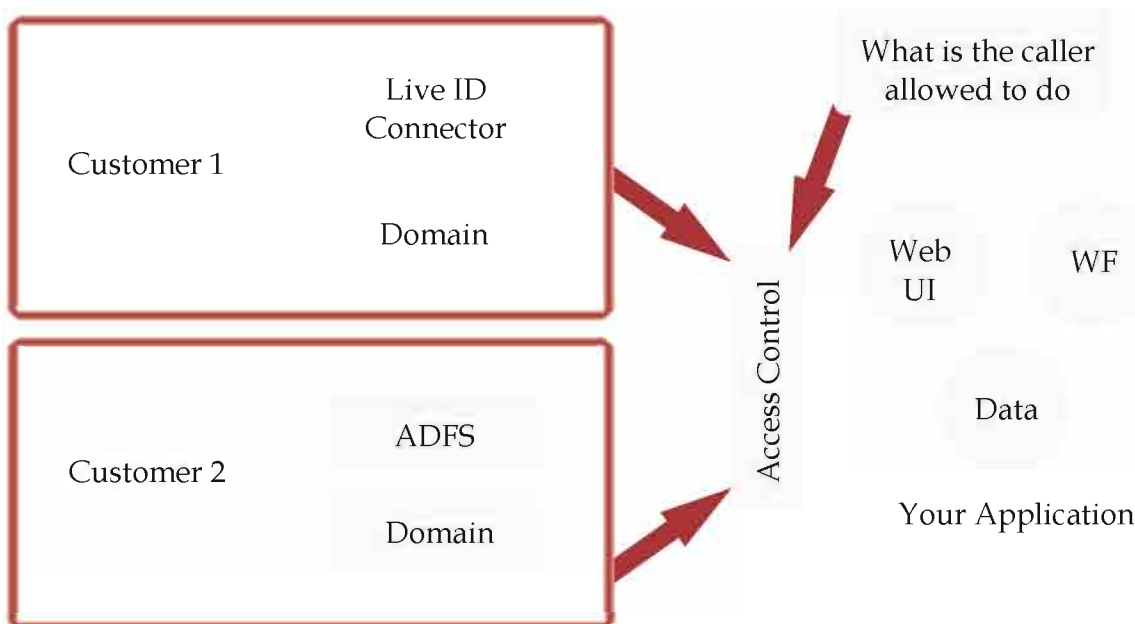 Customer 1
Live ID
Connector
Domain
Customer 2
ADFS
Domain
Access Control
What is the caller
allowed to do
Web
UI
WF
Data
Your Application